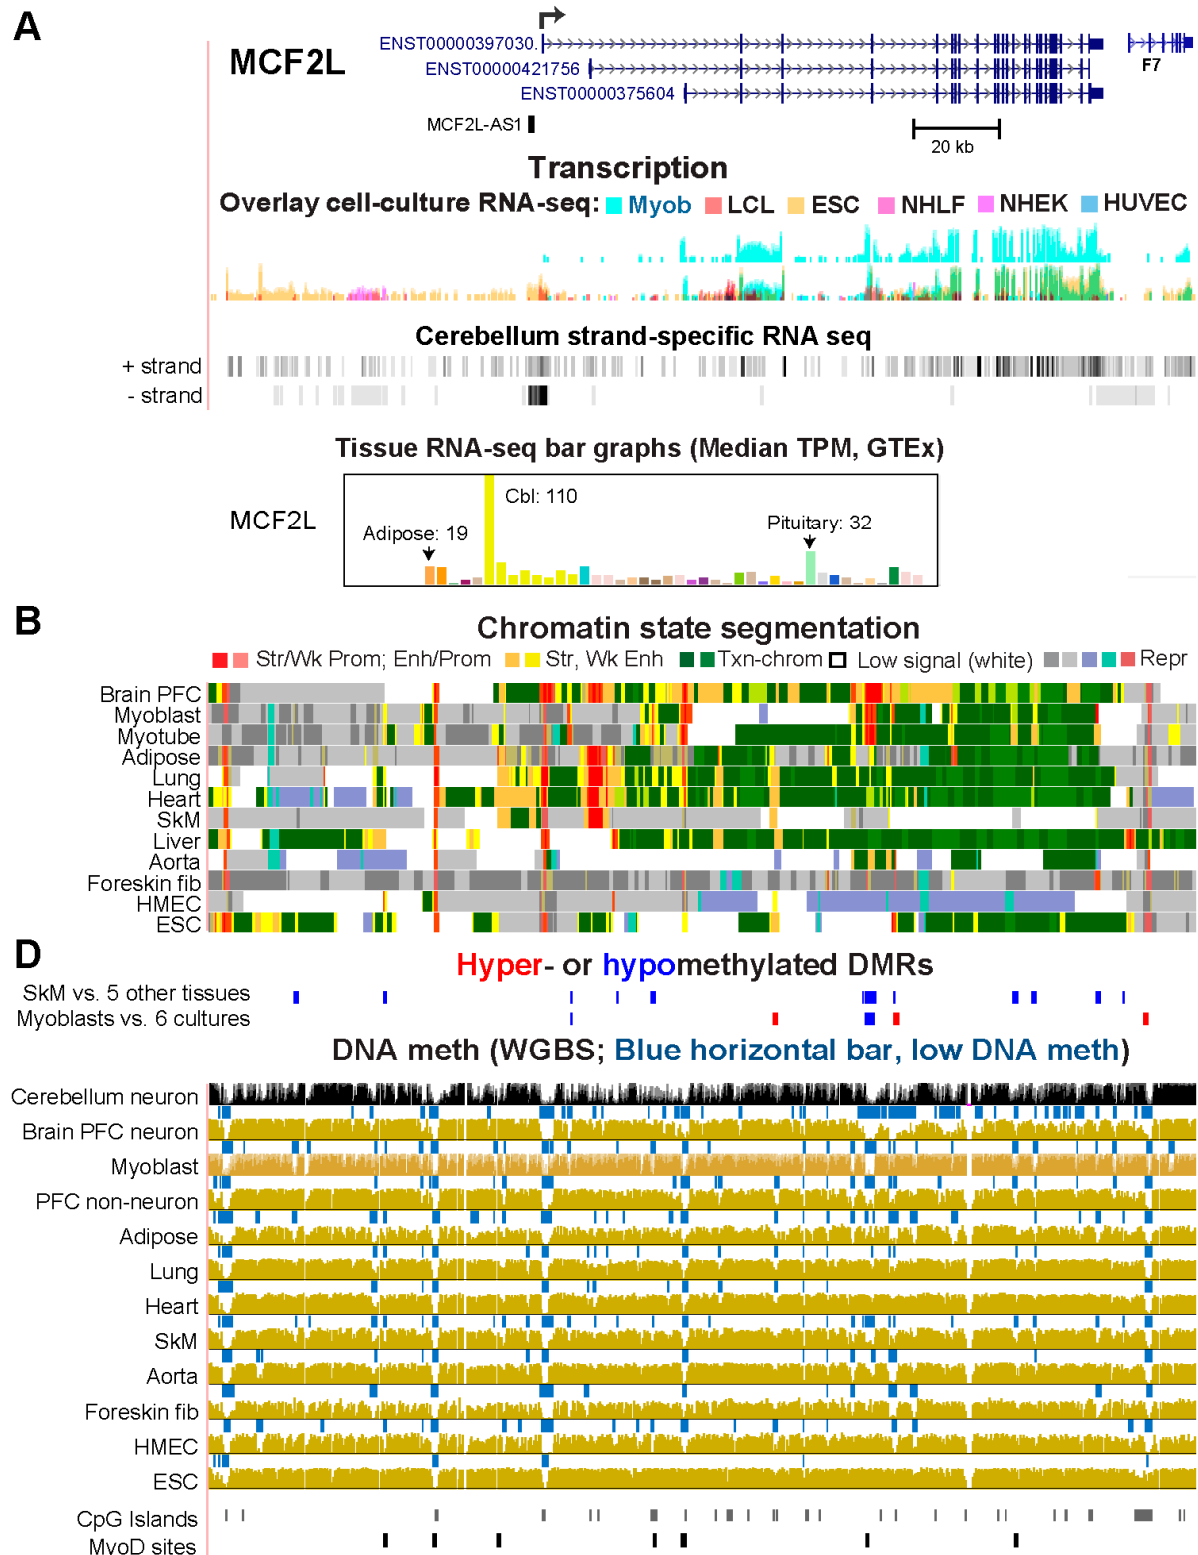 A
ENST00000397030.
MCF2L
ENST00000421756
F7
ENST00000375604
MCF2L-AS1
20 kb
Transcription
Overlay cell-culture RNA-seq: Myob LCL ESC NHLF NHEK HUVEC
Cerebellum strand-specific RNA seq
+ strand
- strand
Tissue RNA-seq bar graphs (Median TPM, GTEx)
Cbl: 110
MCF2L
Adipose: 19
Pituitary: 32
B
Chromatin state segmentation
Str/Wk Prom; Enh/Prom Str, Wk Enh Txn-chrom Low signal (white) Repr
Brain PFC
Myoblast
Myotube
Adipose
Lung
Heart
SkM
Liver
Aorta
Foreskin fib
HMEC
ESC
D
Hyper- or hypomethylated DMRs
SkM vs. 5 other tissues
Myoblasts vs. 6 cultures
DNA meth (WGBS; Blue horizontal bar, low DNA meth)
Cerebellum neuron
Brain PFC neuron
Myoblast
PFC non-neuron
Adipose
Lung
Heart
SkM
Aorta
Foreskin fib
HMEC
ESC
CpG Islands
MvoD sites